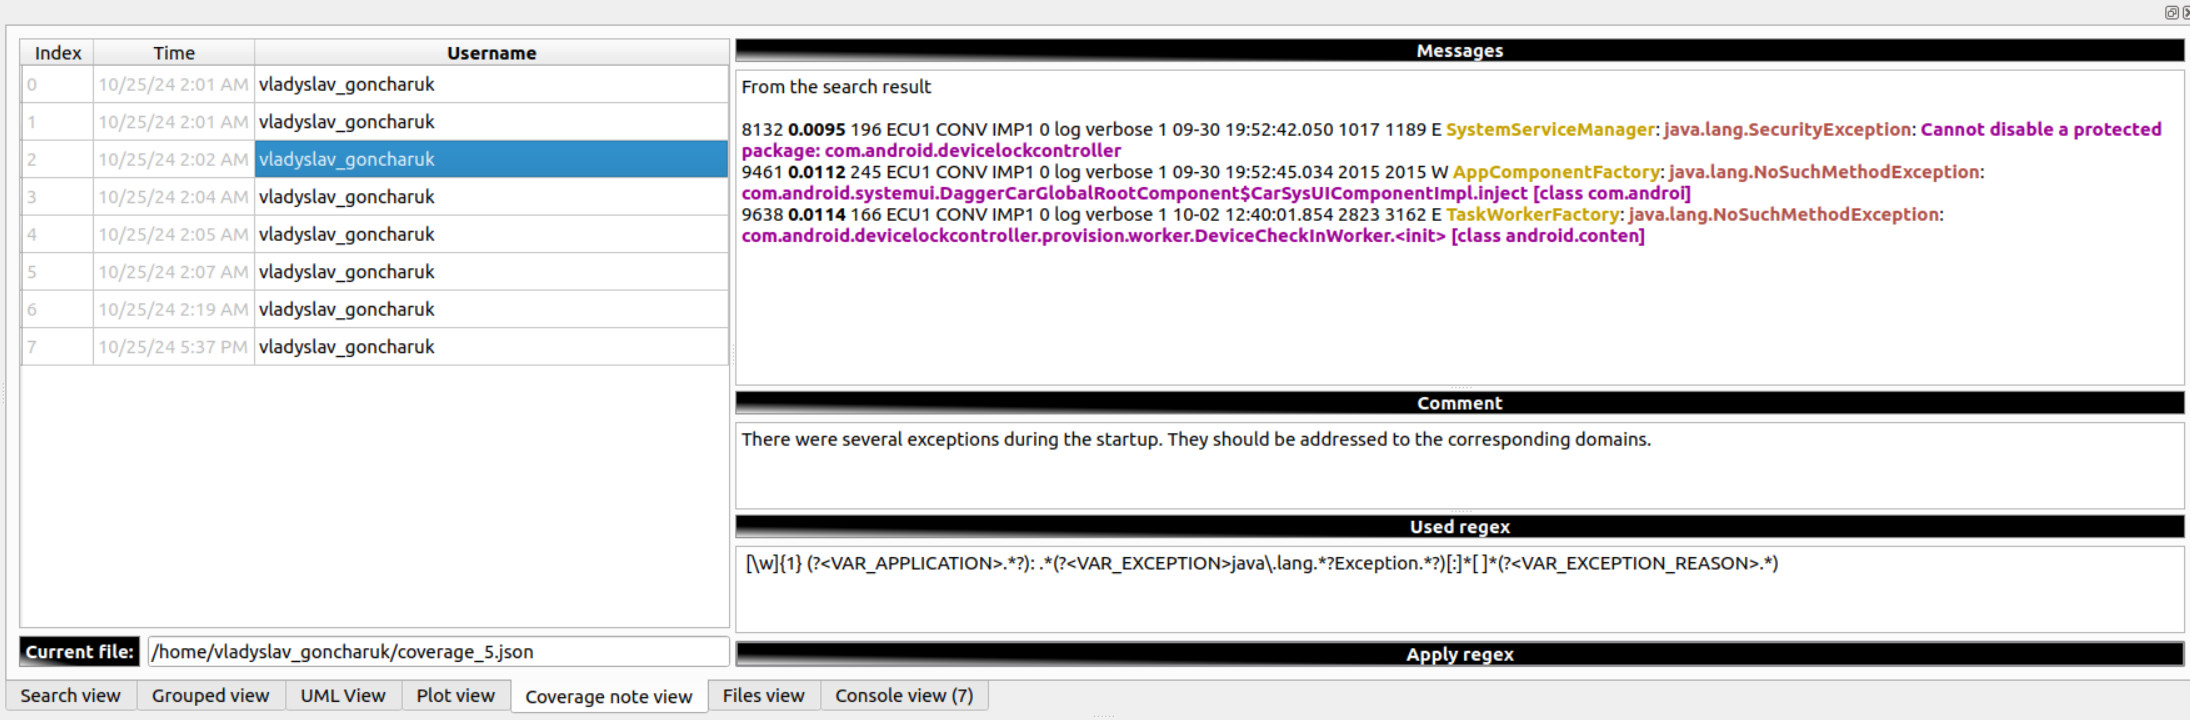 Index Time Username
0 10/25/24 2:01 AM vladyslav_goncharuk
1 10/25/24 2:01 AM vladyslav_goncharuk
2 10/25/24 2:02 AM vladyslav_goncharuk
3 10/25/24 2:04 AM vladyslav_goncharuk
4 10/25/24 2:05 AM vladyslav_goncharuk
5 10/25/24 2:07 AM vladyslav_goncharuk
6 10/25/24 2:19 AM vladyslav_goncharuk
7 10/25/24 5:37 PM vladyslav_goncharuk
Current file: /home/vladyslav_goncharuk/coverage_5.json
Messages
From the search result
8132 0.0095 196 ECU1 CONV IMP1 0 log verbose 1 09-30 19:52:42.050 1017 1189 E SystemServiceManager: java.lang.SecurityException: Cannot disable a protected
package: com.android.devicelockcontroller
9461 0.0112 245 ECU1 CONV IMP1 0 log verbose 1 09-30 19:52:45.034 2015 2015 W AppComponentFactory: java.lang.NoSuchMethodException:
com.android.systemui.DaggerCarGlobalRootComponent$CarSysUIComponentImpl.inject [class com.androi]
9638 0.0114 166 ECU1 CONV IMP1 0 log verbose 1 10-02 12:40:01.854 2823 3162 E TaskWorkerFactory: java.lang.NoSuchMethodException:
com.android.devicelockcontroller.provision.worker.DeviceCheckInWorker.<init> [class android.conten]
Comment
There were several exceptions during the startup. They should be addressed to the corresponding domains.
Used regex
[\w]{1} (?<VAR_APPLICATION>.*?): .*(?<VAR_EXCEPTION>java\.lang.*?Exception.*?)[:]*[ ]*(?<VAR_EXCEPTION_REASON>.*)
Apply regex
Search view Grouped view UML View Plot view Coverage note view Files view Console view (7)